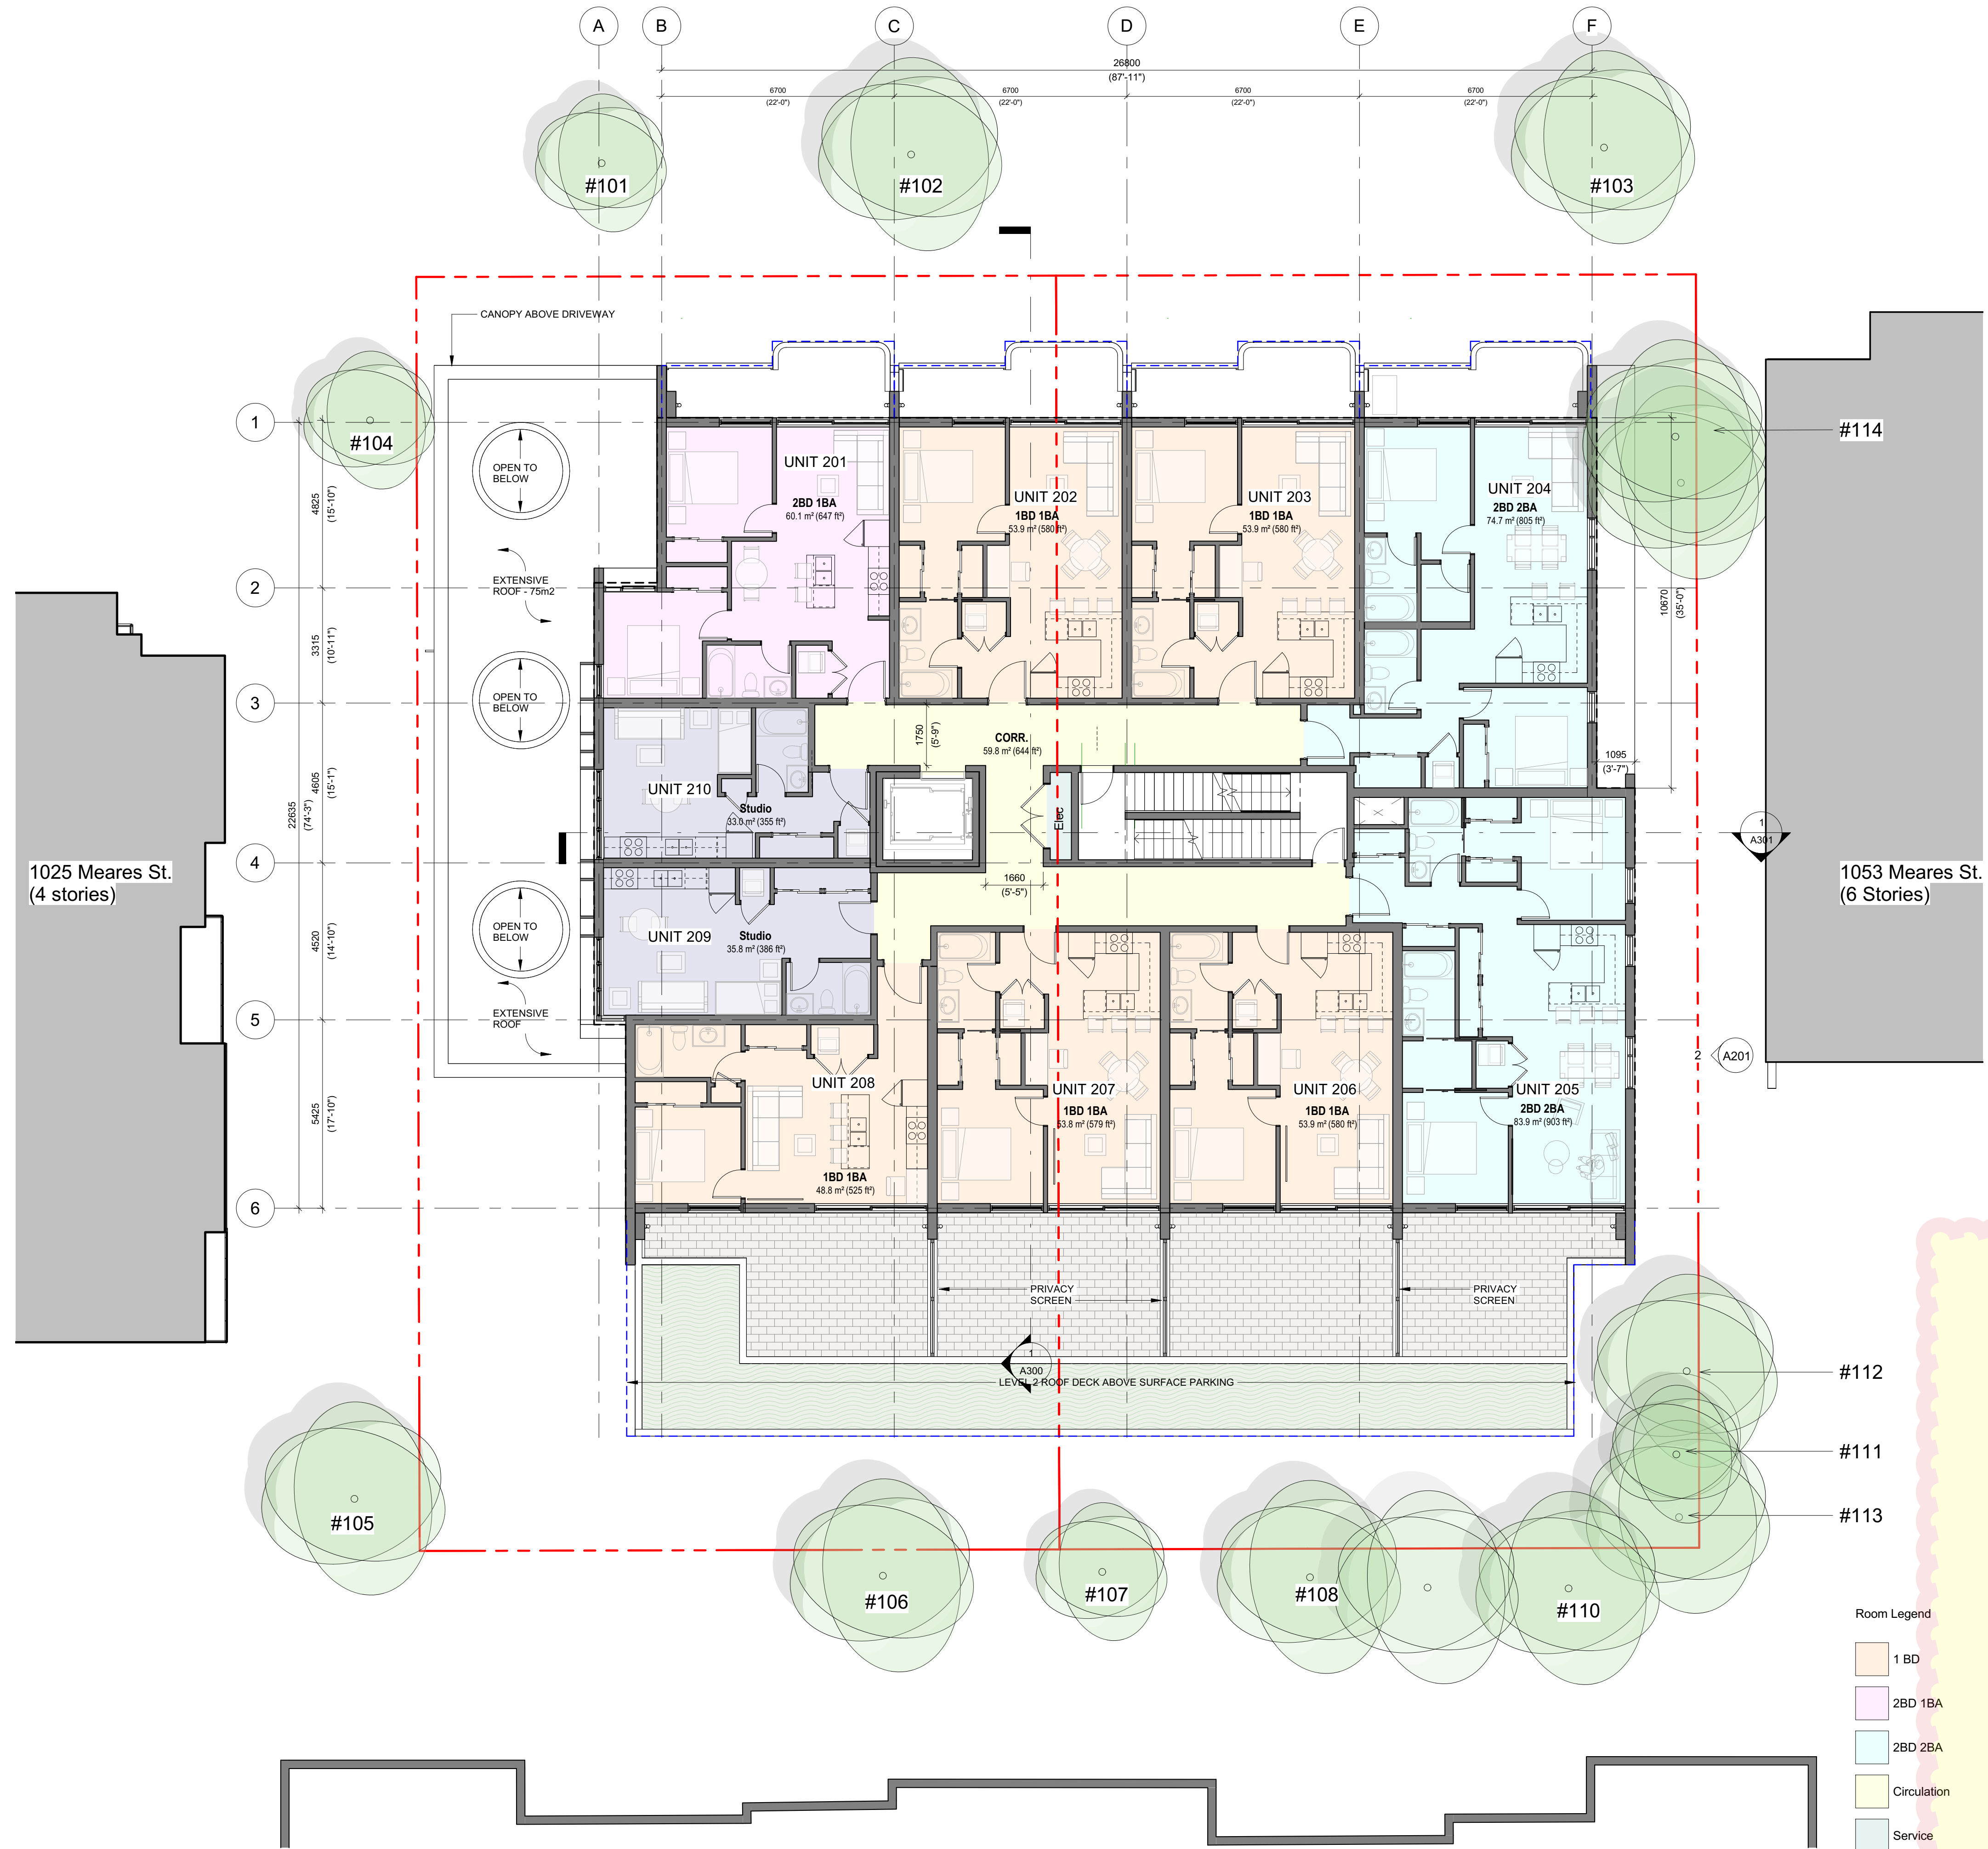 A
B
C
D
E
F
26800
(87'-11")
6700
(22'-0")
6700
(22'-0")
6700
(22'-0")
6700
(22'-0")
#101
#102
#103
CANOPY ABOVE DRIVEWAY
#104
#114
1
2
3
4
5
6
22635
(74'-3")
4825
(15'-10")
3315
(10'-11")
4605
(15'-1")
4520
(14'-10")
5425
(17'-10")
OPEN TO
BELOW
EXTENSIVE
ROOF - 75m2
OPEN TO
BELOW
OPEN TO
BELOW
EXTENSIVE
ROOF
UNIT 201
2BD 1BA
60.1 m² (647 ft²)
UNIT 202
1BD 1BA
53.9 m² (580 ft²)
UNIT 203
1BD 1BA
53.9 m² (580 ft²)
UNIT 204
2BD 2BA
74.7 m² (805 ft²)
10670
(35'-0")
1095
(3'-7")
1750
(5'-9")
CORR.
59.8 m² (644 ft²)
UNIT 210
Studio
33.0 m² (355 ft²)
Elec
1660
(5'-5")
1
A301
1025 Meares St.
(4 stories)
1053 Meares St.
(6 Stories)
UNIT 209
Studio
35.8 m² (386 ft²)
UNIT 208
1BD 1BA
48.8 m² (525 ft²)
UNIT 207
1BD 1BA
53.8 m² (579 ft²)
UNIT 206
1BD 1BA
53.9 m² (580 ft²)
UNIT 205
2BD 2BA
83.9 m² (903 ft²)
2
A201
PRIVACY
SCREEN
PRIVACY
SCREEN
1
A300
LEVEL 2 ROOF DECK ABOVE SURFACE PARKING
#112
#111
#113
#105
#106
#107
#108
#110
Room Legend
1 BD
2BD 1BA
2BD 2BA
Circulation
Service